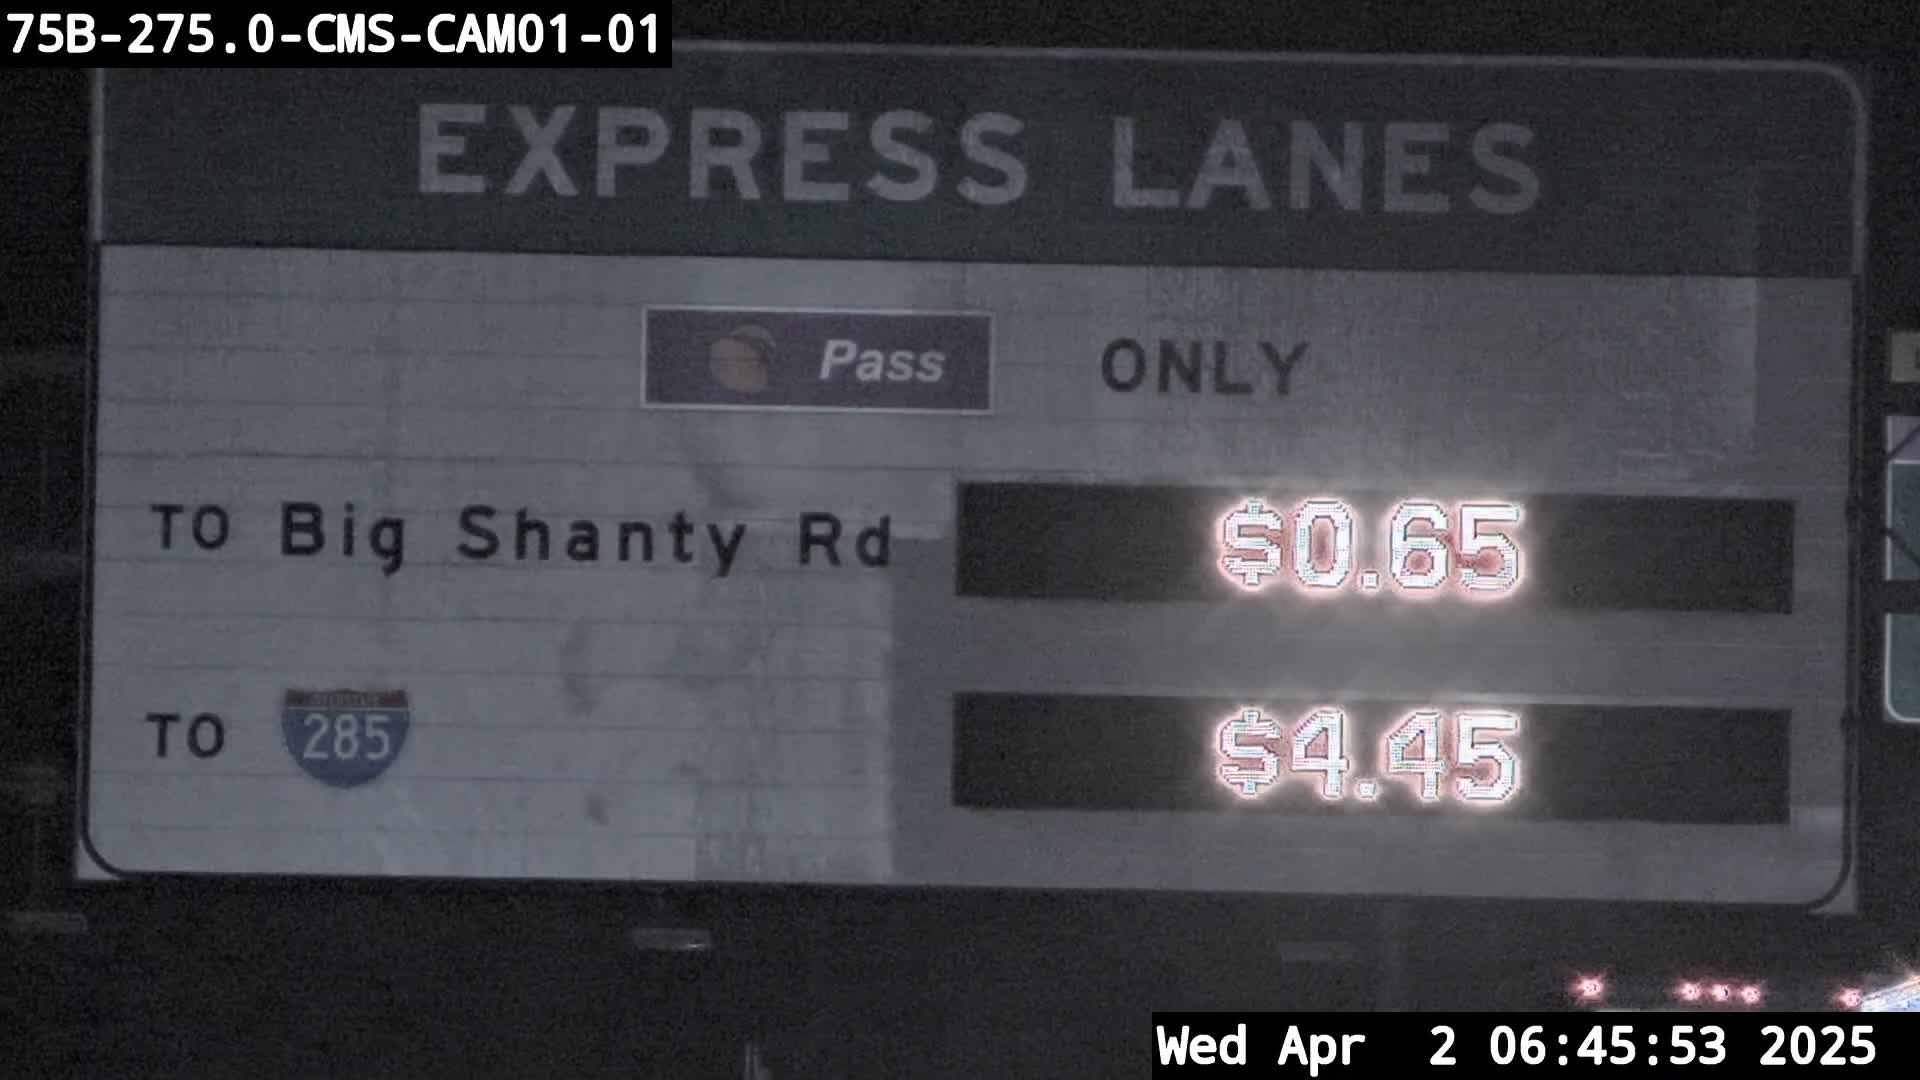 75B-275.0-CMS-CAM01-01
EXPRESS LANES
Pass ONLY
TO Big Shanty Rd $0.65
TO INTERSTATE 285 $4.45
Wed Apr 2 06:45:53 2025